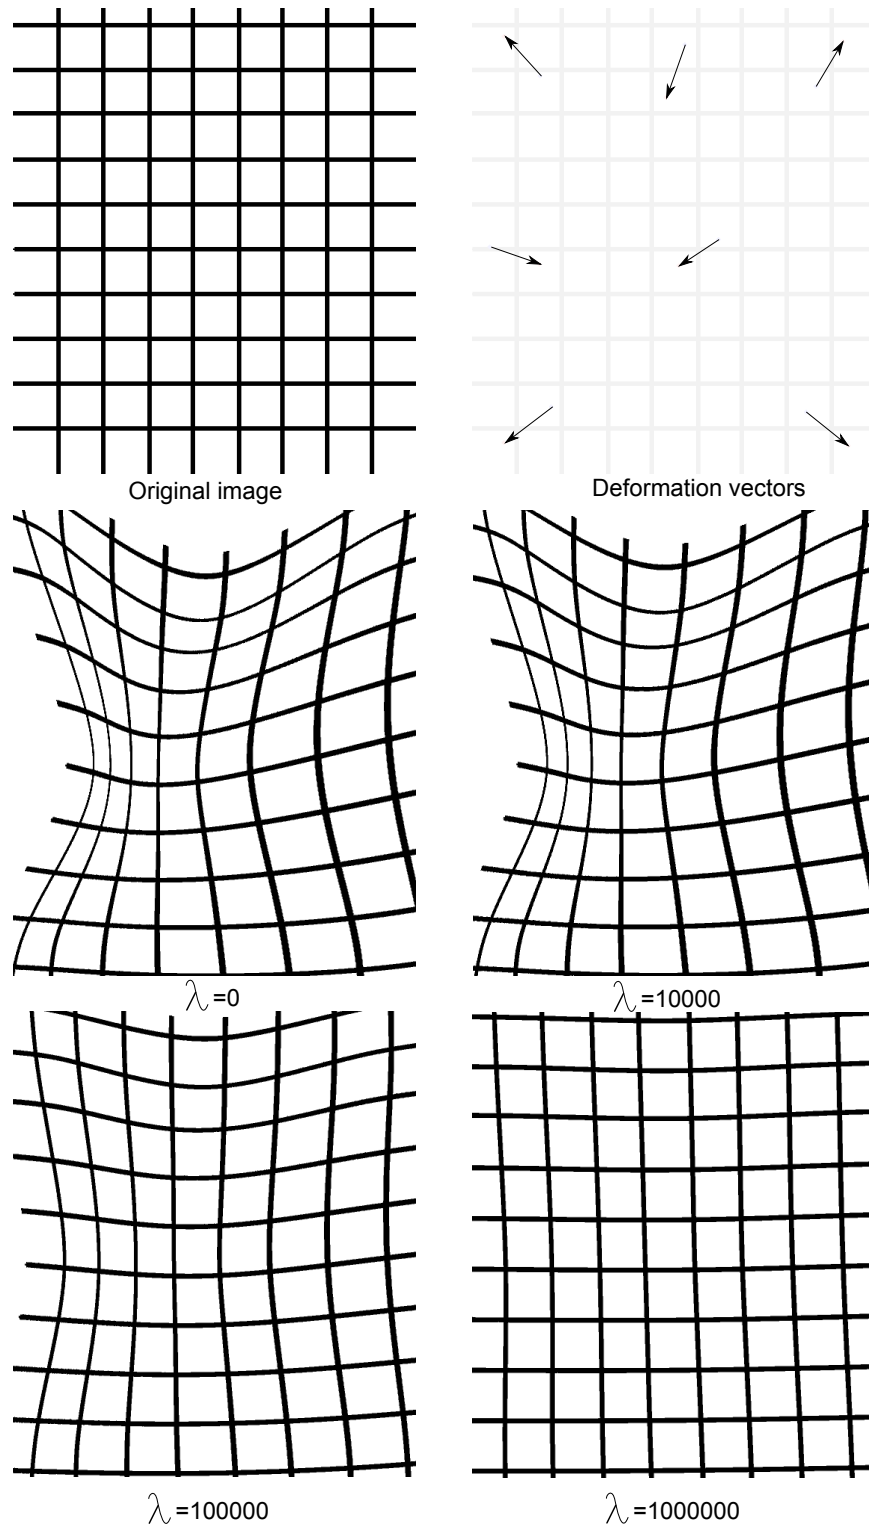 Original image
Deformation vectors
λ=0
λ=10000
λ=100000
λ=1000000